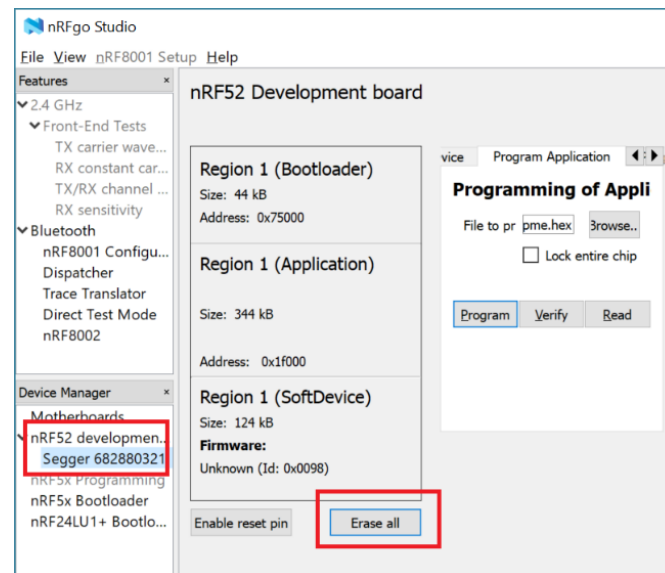 nRFgo Studio
File View nRF8001 Setup Help
Features ×
2.4 GHz
Front-End Tests
TX carrier wave...
RX constant car...
TX/RX channel ...
RX sensitivity
Bluetooth
nRF8001 Configu...
Dispatcher
Trace Translator
Direct Test Mode
nRF8002
Device Manager ×
Motherboards
nRF52 developmen...
Segger 682880321
nRF5x Programming
nRF5x Bootloader
nRF24LU1+ Bootlo...
nRF52 Development board
Region 1 (Bootloader)
Size: 44 kB
Address: 0x75000
Region 1 (Application)
Size: 344 kB
Address: 0x1f000
Region 1 (SoftDevice)
Size: 124 kB
Firmware:
Unknown (Id: 0x0098)
Enable reset pin Erase all
vice Program Application
Programming of Appli
File to pr pme.hex Browse..
Lock entire chip
Program Verify Read